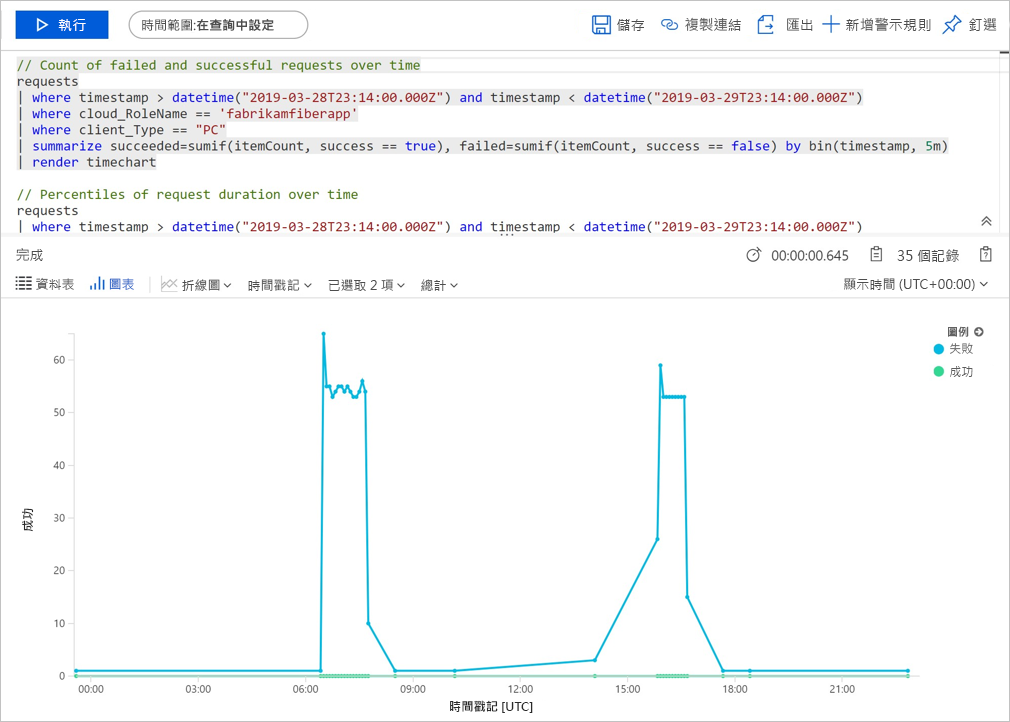 執行
時間範圍:在查詢中設定
儲存
複製連結
匯出
新增警示規則
釘選
// Count of failed and successful requests over time
requests
| where timestamp > datetime("2019-03-28T23:14:00.000Z") and timestamp < datetime("2019-03-29T23:14:00.000Z")
| where cloud_RoleName == 'fabrikamfiberapp'
| where client_Type == "PC"
| summarize succeeded=sumif(itemCount, success == true), failed=sumif(itemCount, success == false) by bin(timestamp, 5m)
| render timechart
// Percentiles of request duration over time
requests
| where timestamp > datetime("2019-03-28T23:14:00.000Z") and timestamp < datetime("2019-03-29T23:14:00.000Z")
完成
00:00:00.645
35 個記錄
資料表
圖表
折線圖
時間戳記
已選取 2 項
總計
顯示時間 (UTC+00:00)
圖例
失敗
成功
60
50
40
30
20
10
0
成功
00:00
03:00
06:00
09:00
12:00
15:00
18:00
21:00
時間戳記 [UTC]